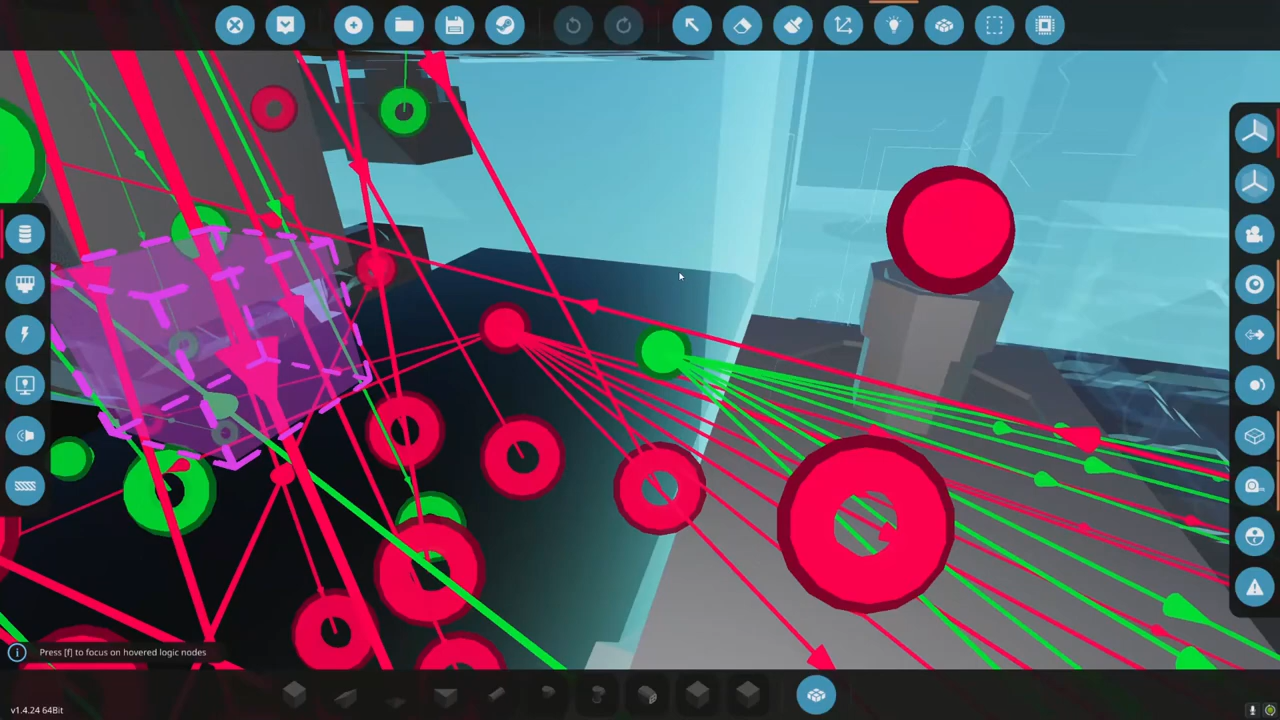 Press [f] to focus on hovered logic nodes
v1.4.24 64Bit